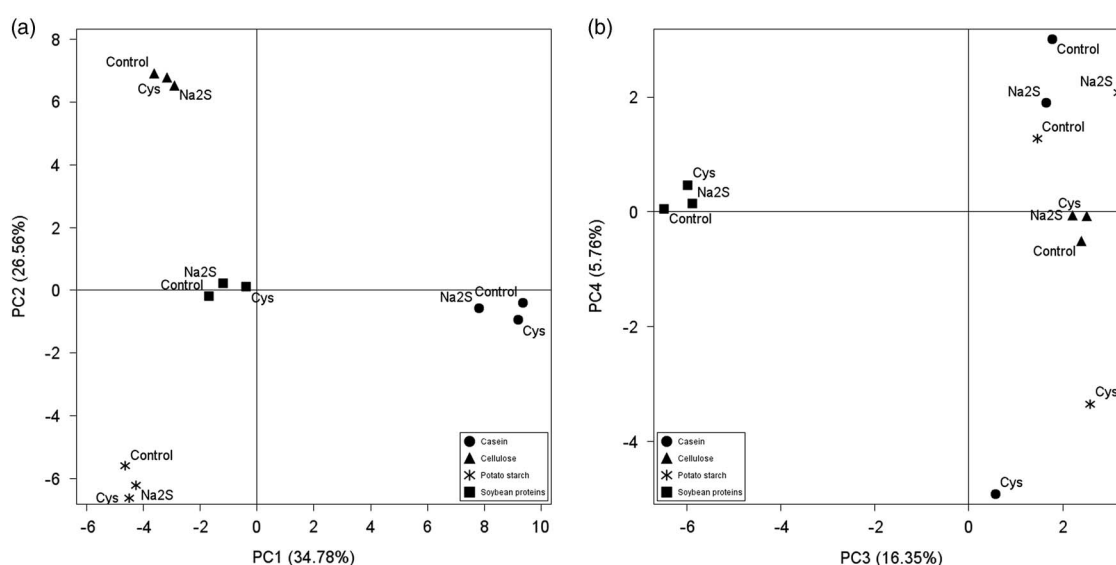 (a)
8
6
4
2
0
-2
-4
-6
PC2 (26.56%)
Control
Cys
Na2S
Na2S
Control
Cys
Na2S
Control
Cys
Control
Cys
Na2S
Casein
Cellulose
Potato starch
Soybean proteins
-6
-4
-2
0
2
4
6
8
10
PC1 (34.78%)
(b)
2
0
-2
-4
PC4 (5.76%)
Control
Na2S
Na2S
Control
Cys
Na2S
Control
Cys
Na2S
Control
Cys
Cys
Casein
Cellulose
Potato starch
Soybean proteins
-6
-4
-2
0
2
PC3 (16.35%)